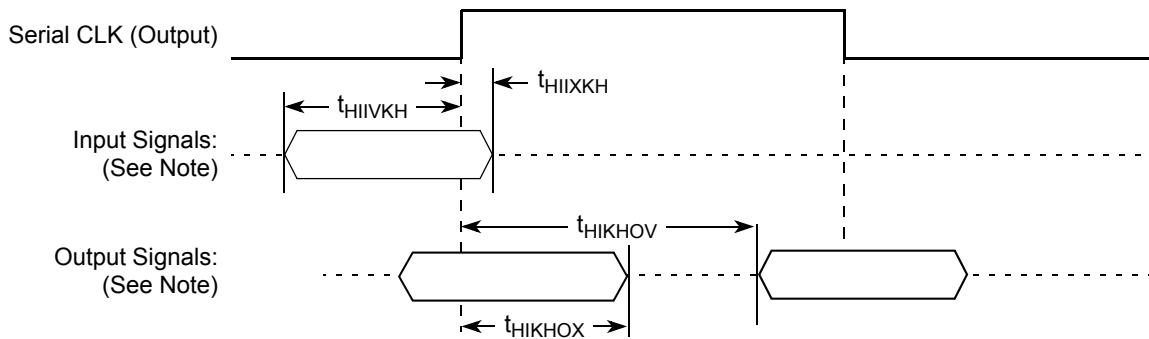 Serial CLK (Output)
tHIIXKH
tHIIVKH
Input Signals:
(See Note)
tHIKHOV
Output Signals:
(See Note)
tHIKHOX